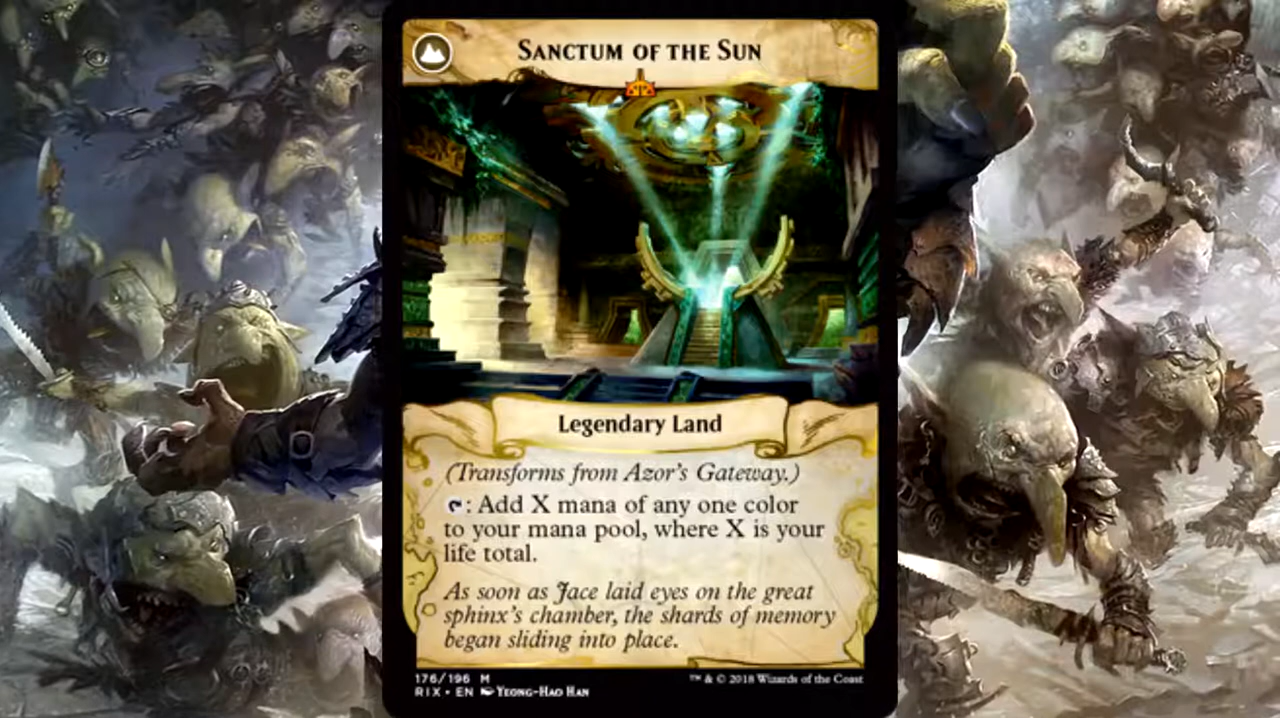 Sanctum of the Sun
Legendary Land
(Transforms from Azor's Gateway.)
: Add X mana of any one color
to your mana pool, where X is your
life total.
As soon as Jace laid eyes on the great
sphinx's chamber, the shards of memory
began sliding into place.
176/196 M
RIX • EN Yeong-Hao Han
™ & © 2018 Wizards of the Coast